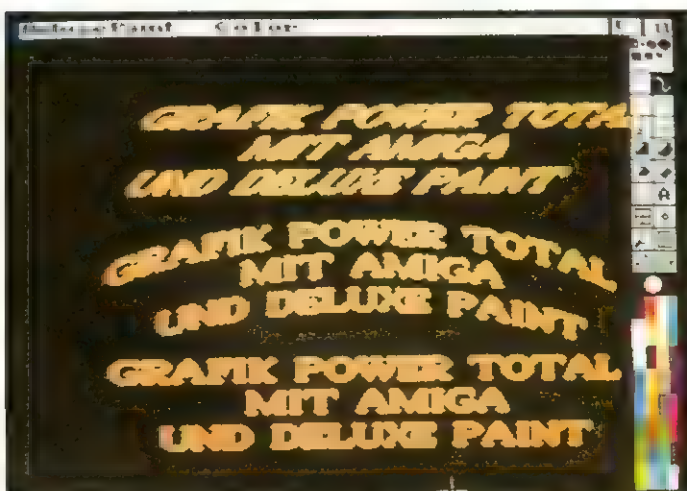 GRAFIK POWER TOTAL
MIT AMIGA
UND DELUXE PAINT
GRAFIK POWER TOTAL
MIT AMIGA
UND DELUXE PAINT
GRAFIK POWER TOTAL
MIT AMIGA
UND DELUXE PAINT
A